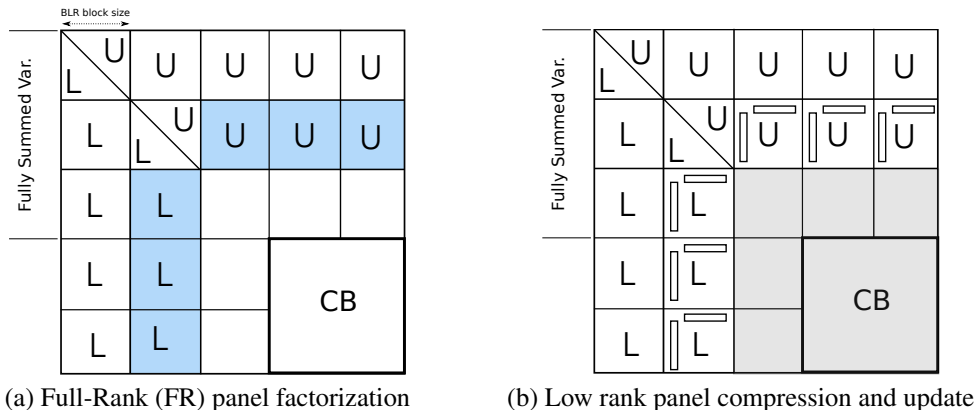 BLR block size
Fully Summed Var.
U U U U U
L
L U U U U
L
L L
L L
CB
L L
(a) Full-Rank (FR) panel factorization
Fully Summed Var.
U U U U U
L
L U U U U
L
L L
L L
CB
L L
(b) Low rank panel compression and update